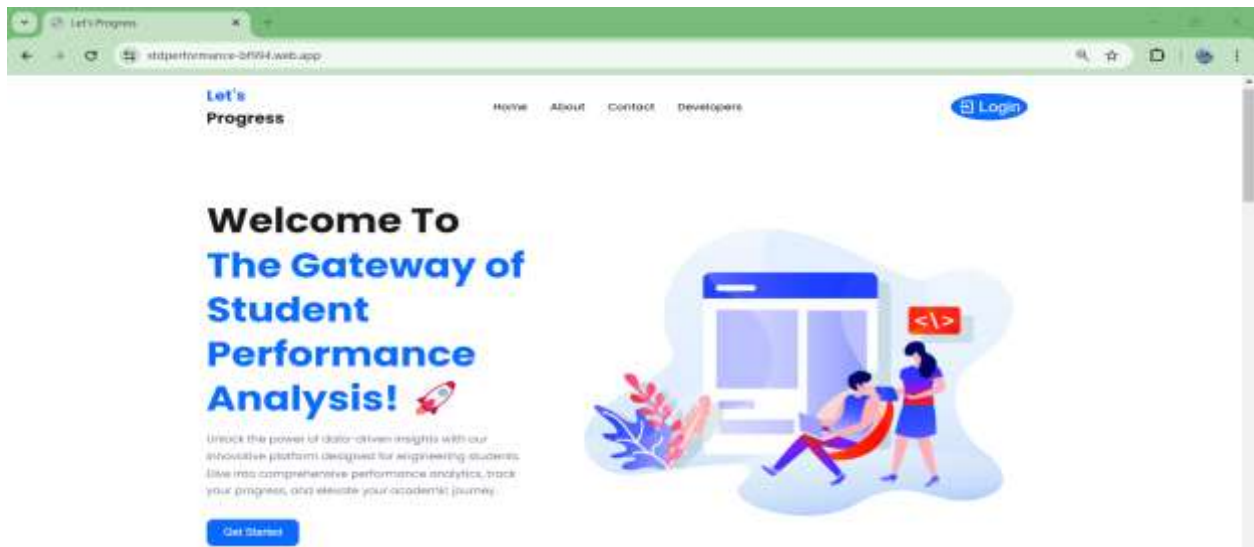 Let's Progress
stdperformance-bf994.web.app
Let's
Progress
Home About Contact Developers
Login
Welcome To
The Gateway of
Student
Performance
Analysis! 🚀
</>
Unlock the power of data-driven insights with our
innovative platform designed for engineering students.
Dive into comprehensive performance analytics, track
your progress, and elevate your academic journey.
Get Started